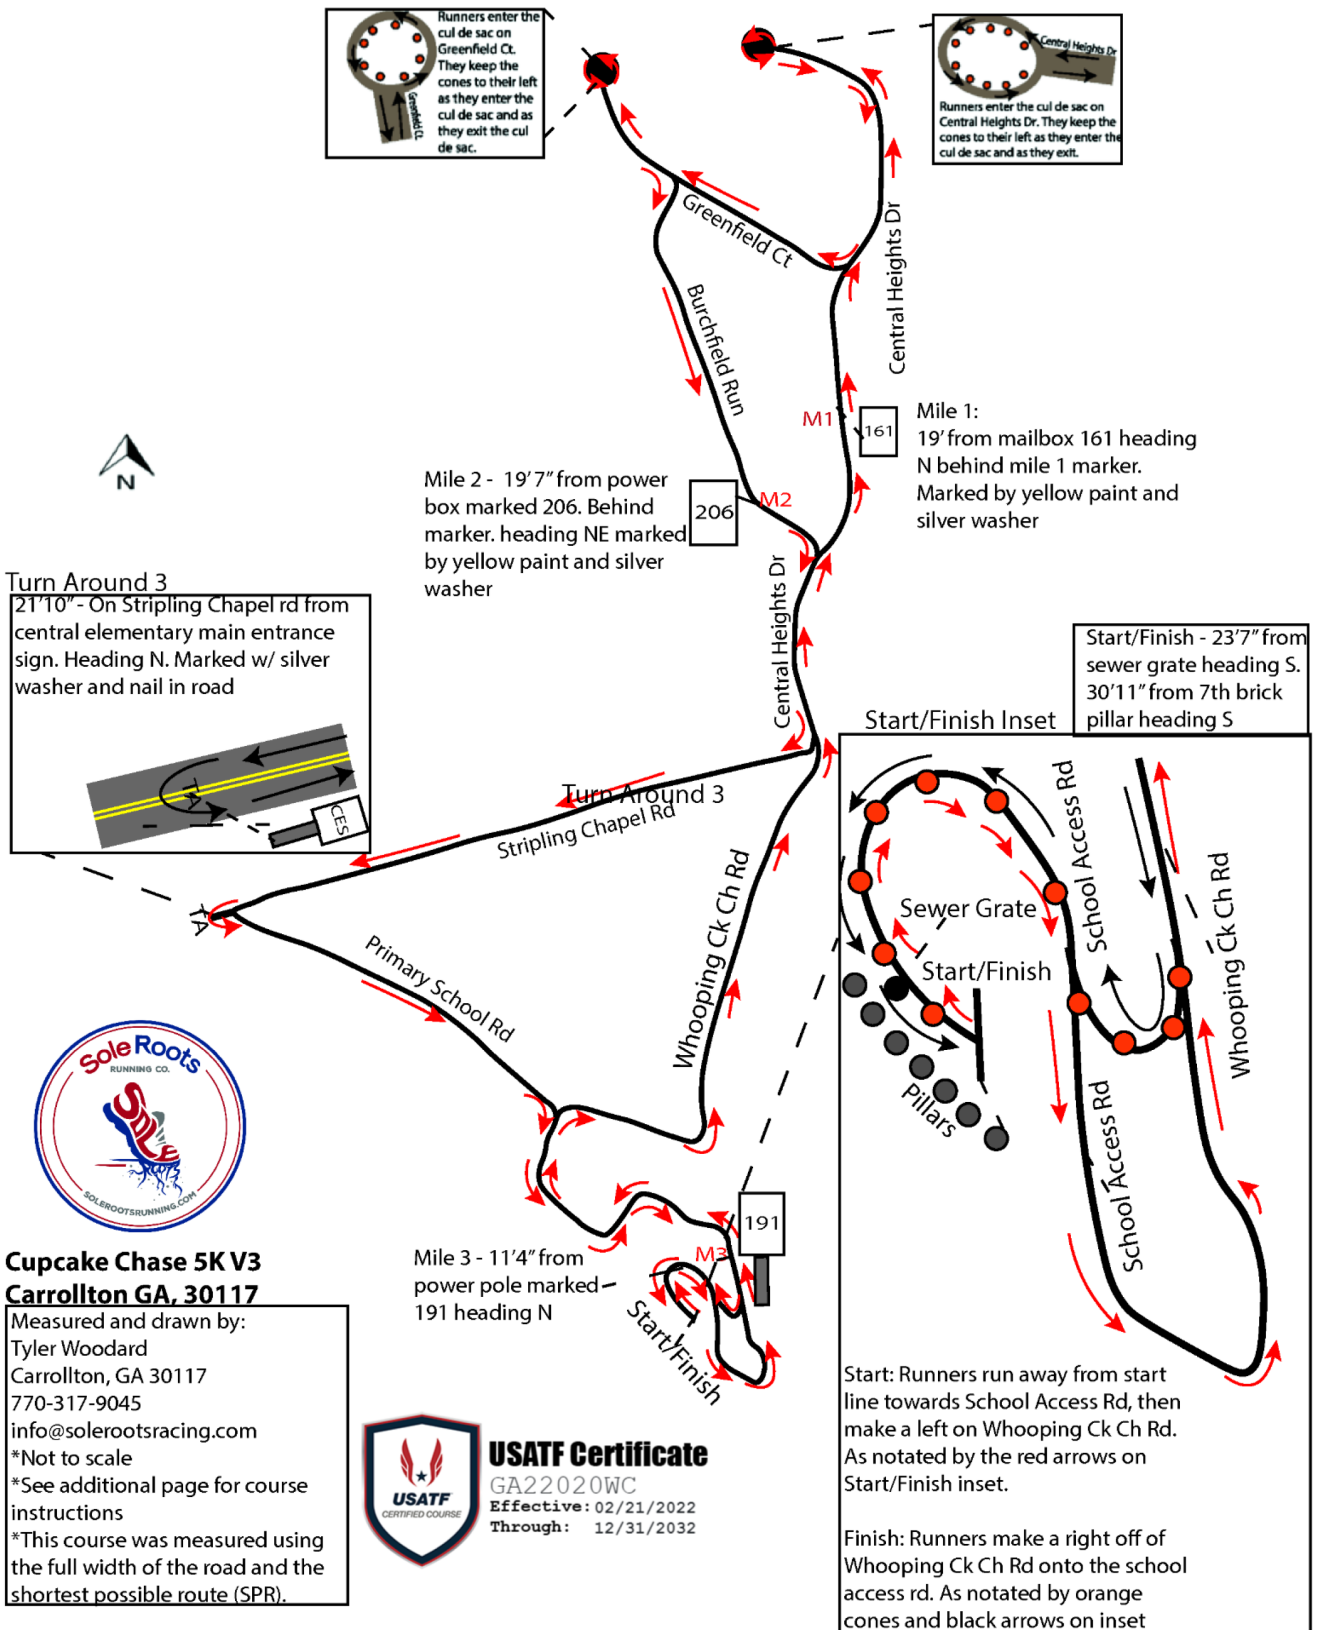 Runners enter the
cul de sac on
Greenfield Ct.
They keep the
cones to their left
as they enter the
cul de sac and as
they exit the cul
de sac.
Greenfield Ct.
Central Heights Dr
Runners enter the cul de sac on
Central Heights Dr. They keep the
cones to their left as they enter the
cul de sac and as they exit.
Greenfield Ct
Central Heights Dr
Burchfield Run
M1
161
Mile 1:
19' from mailbox 161 heading
N behind mile 1 marker.
Marked by yellow paint and
silver washer
N
Mile 2 - 19'7" from power
box marked 206. Behind
marker. heading NE marked
by yellow paint and silver
washer
206
M2
Central Heights Dr
Turn Around 3
21'10" - On Stripling Chapel rd from
central elementary main entrance
sign. Heading N. Marked w/ silver
washer and nail in road
TA
CES
Start/Finish - 23'7" from
sewer grate heading S.
30'11" from 7th brick
pillar heading S
Start/Finish Inset
Turn Around 3
Stripling Chapel Rd
TA
Primary School Rd
Whooping Ck Ch Rd
School Access Rd
Whooping Ck Ch Rd
Sewer Grate
Start/Finish
Pillars
School Access Rd
Sole Roots
RUNNING CO.
SOLE
SOLEROOTSRUNNING.COM
191
M3
Mile 3 - 11'4" from
power pole marked
191 heading N
Start/Finish
Cupcake Chase 5K V3
Carrollton GA, 30117
Measured and drawn by:
Tyler Woodard
Carrollton, GA 30117
770-317-9045
info@solerootsracing.com
*Not to scale
*See additional page for course
instructions
*This course was measured using
the full width of the road and the
shortest possible route (SPR).
USATF
CERTIFIED COURSE
USATF Certificate
GA22020WC
Effective: 02/21/2022
Through: 12/31/2032
Start: Runners run away from start
line towards School Access Rd, then
make a left on Whooping Ck Ch Rd.
As notated by the red arrows on
Start/Finish inset.
Finish: Runners make a right off of
Whooping Ck Ch Rd onto the school
access rd. As notated by orange
cones and black arrows on inset